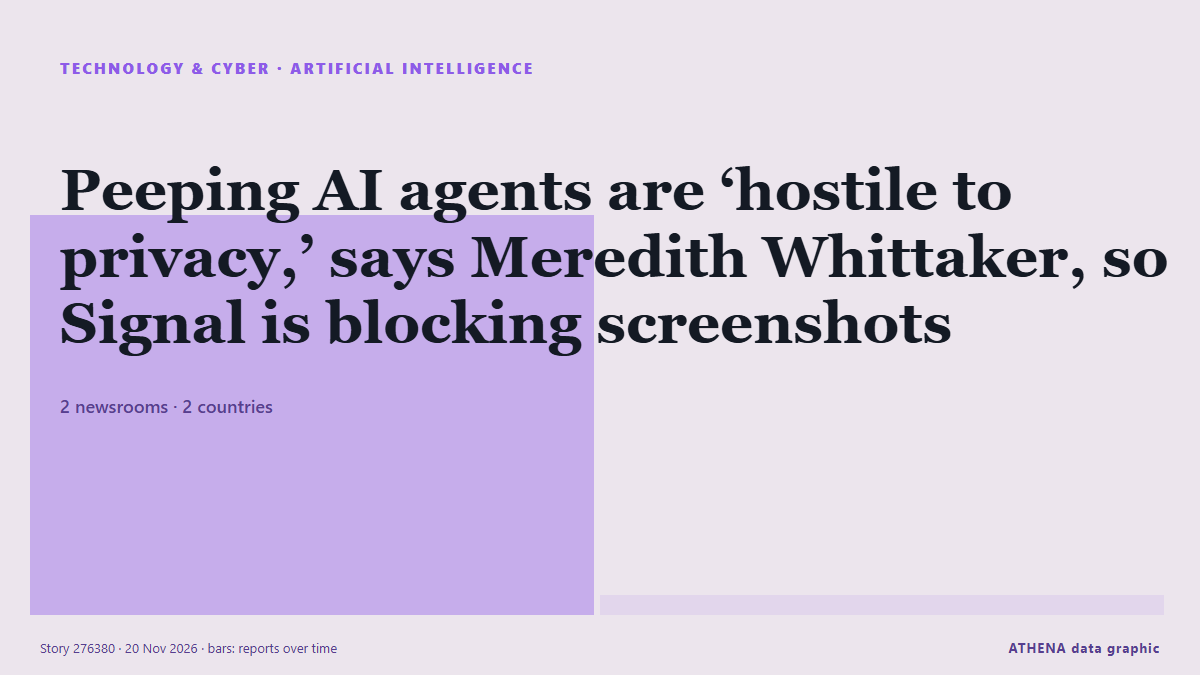 TECHNOLOGY & CYBER · ARTIFICIAL INTELLIGENCE
Peeping AI agents are ‘hostile to
privacy,’ says Meredith Whittaker, so
Signal is blocking screenshots
2 newsrooms · 2 countries
Story 276380 · 20 Nov 2026 · bars: reports over time
ATHENA data graphic